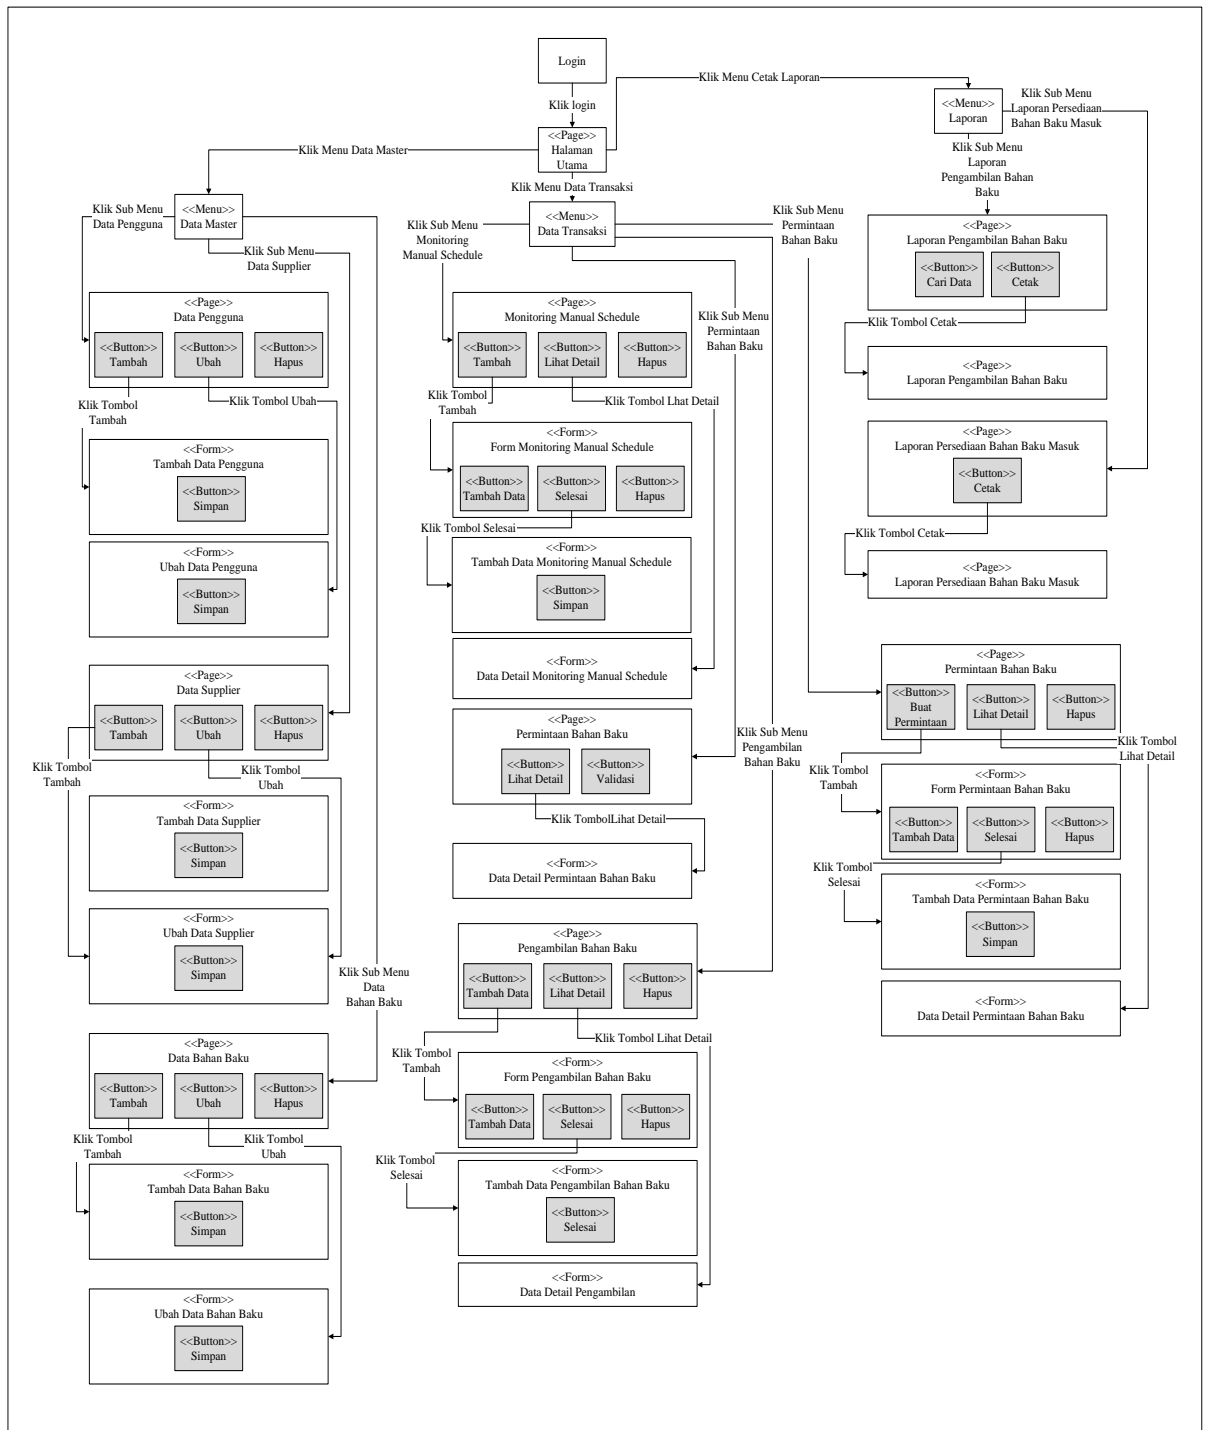 Login
Klik login
<<Page>>
Halaman
Utama
Klik Menu Cetak Laporan
Klik Menu Data Master
Klik Menu Data Transaksi
<<Menu>>
Data Master
Klik Sub Menu
Data Pengguna
Klik Sub Menu
Data Supplier
<<Page>>
Data Pengguna
<<Button>>
Tambah
<<Button>>
Ubah
<<Button>>
Hapus
Klik Tombol
Tambah
Klik Tombol Ubah
<<Form>>
Tambah Data Pengguna
<<Button>>
Simpan
<<Form>>
Ubah Data Pengguna
<<Button>>
Simpan
<<Page>>
Data Supplier
<<Button>>
Tambah
<<Button>>
Ubah
<<Button>>
Hapus
Klik Tombol
Tambah
Klik Tombol
Ubah
<<Form>>
Tambah Data Supplier
<<Button>>
Simpan
<<Form>>
Ubah Data Supplier
<<Button>>
Simpan
Klik Sub Menu
Data
Bahan Baku
<<Page>>
Data Bahan Baku
<<Button>>
Tambah
<<Button>>
Ubah
<<Button>>
Hapus
Klik Tombol
Tambah
Klik Tombol
Ubah
<<Form>>
Tambah Data Bahan Baku
<<Button>>
Simpan
<<Form>>
Ubah Data Bahan Baku
<<Button>>
Simpan
<<Menu>>
Data Transaksi
Klik Sub Menu
Monitoring
Manual Schedule
Klik Sub Menu
Permintaan
Bahan Baku
<<Page>>
Monitoring Manual Schedule
<<Button>>
Tambah
<<Button>>
Lihat Detail
<<Button>>
Hapus
Klik Sub Menu
Permintaan
Bahan Baku
Klik Tombol
Tambah
Klik Tombol Lhat Detail
<<Form>>
Form Monitoring Manual Schedule
<<Button>>
Tambah Data
<<Button>>
Selesai
<<Button>>
Hapus
Klik Tombol Selesai
<<Form>>
Tambah Data Monitoring Manual Schedule
<<Button>>
Simpan
<<Form>>
Data Detail Monitoring Manual Schedule
<<Page>>
Permintaan Bahan Baku
<<Button>>
Lihat Detail
<<Button>>
Validasi
Klik Sub Menu
Pengambilan
Bahan Baku
Klik TombolLihat Detail
<<Form>>
Data Detail Permintaan Bahan Baku
<<Page>>
Pengambilan Bahan Baku
<<Button>>
Tambah Data
<<Button>>
Lihat Detail
<<Button>>
Hapus
Klik Tombol
Tambah
Klik Tombol Lihat Detail
<<Form>>
Form Pengambilan Bahan Baku
<<Button>>
Tambah Data
<<Button>>
Selesai
<<Button>>
Hapus
Klik Tombol
Selesai
<<Form>>
Tambah Data Pengambilan Bahan Baku
<<Button>>
Selesai
<<Form>>
Data Detail Pengambilan
<<Menu>>
Laporan
Klik Sub Menu
Laporan Persediaan
Bahan Baku Masuk
Klik Sub Menu
Laporan
Pengambilan Bahan
Baku
<<Page>>
Laporan Pengambilan Bahan Baku
<<Button>>
Cari Data
<<Button>>
Cetak
Klik Tombol Cetak
<<Page>>
Laporan Pengambilan Bahan Baku
<<Page>>
Laporan Persediaan Bahan Baku Masuk
<<Button>>
Cetak
Klik Tombol Cetak
<<Page>>
Laporan Persediaan Bahan Baku Masuk
<<Page>>
Permintaan Bahan Baku
<<Button>>
Buat
Permintaan
<<Button>>
Lihat Detail
<<Button>>
Hapus
Klik Tombol
Tambah
Klik Tombol
Lihat Detail
<<Form>>
Form Permintaan Bahan Baku
<<Button>>
Tambah Data
<<Button>>
Selesai
<<Button>>
Hapus
Klik Tombol
Selesai
<<Form>>
Tambah Data Permintaan Bahan Baku
<<Button>>
Simpan
<<Form>>
Data Detail Permintaan Bahan Baku